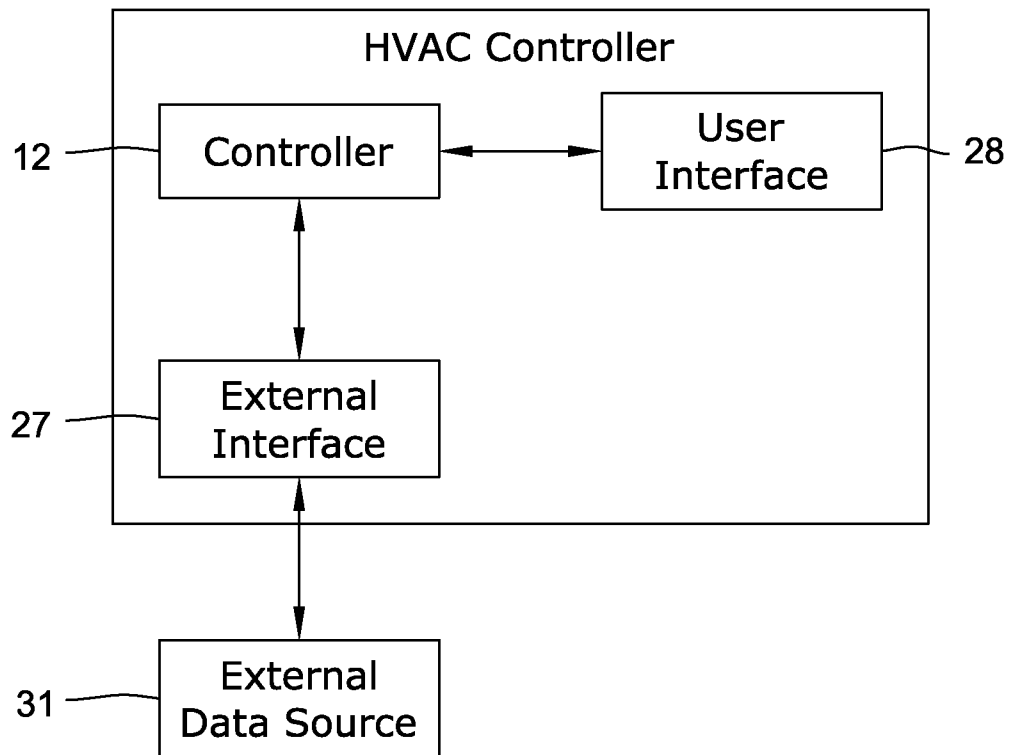 HVAC Controller
12
Controller
User
Interface
28
27
External
Interface
31
External
Data Source